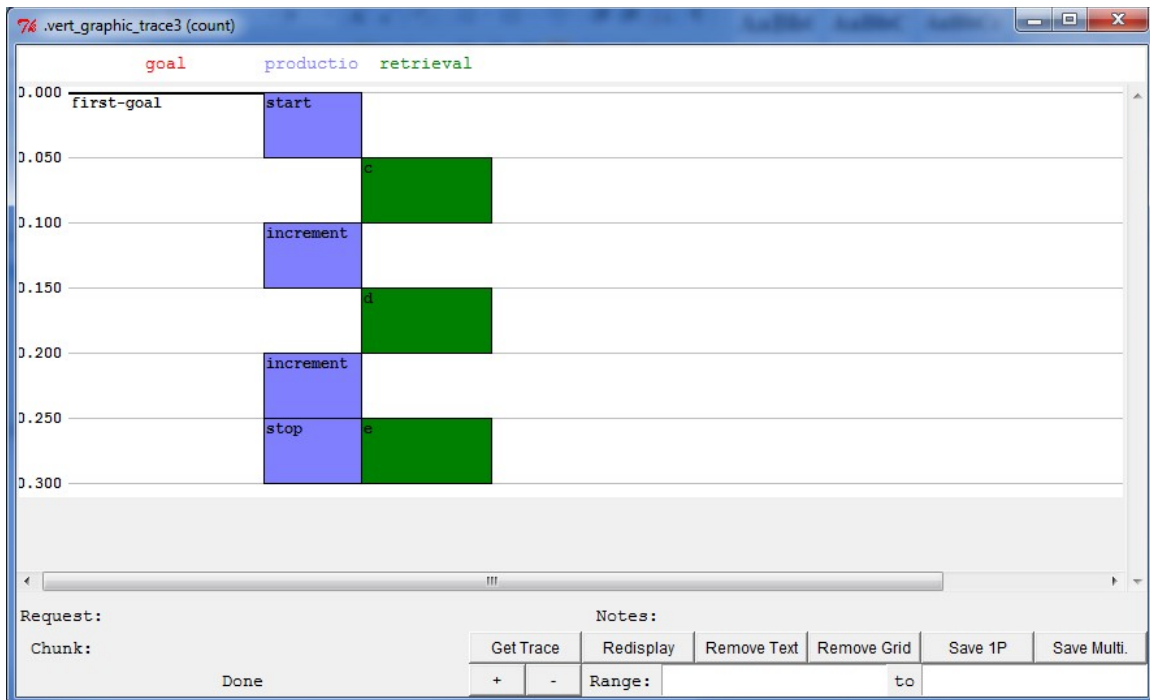 7% .vert_graphic_trace3 (count)
goal productio retrieval
0.000 first-goal start
0.050
c
0.100
increment
0.150
d
0.200
increment
0.250
stop e
0.300
Request: Notes:
Chunk: Get Trace Redisplay Remove Text Remove Grid Save 1P Save Multi.
Done + - Range: to